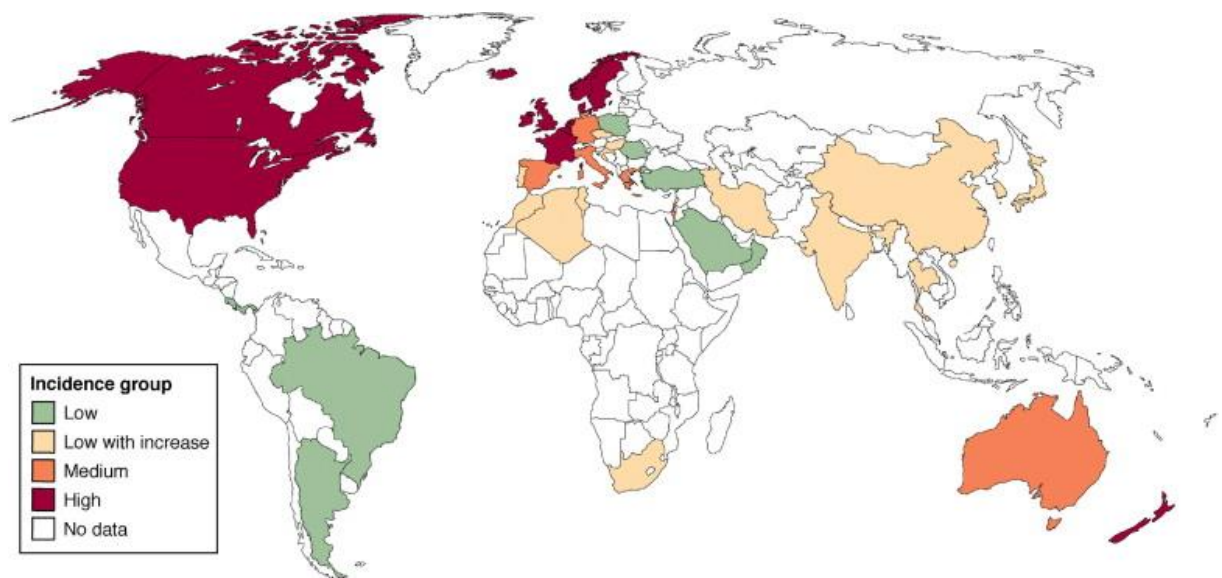 Incidence group
Low
Low with increase
Medium
High
No data